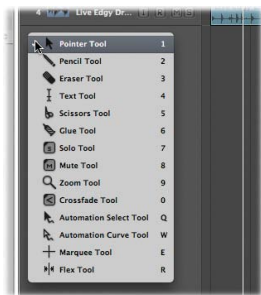 4 Live Edgy Dr... I R M S
Pointer Tool 1
Pencil Tool 2
Eraser Tool 3
Text Tool 4
Scissors Tool 5
Glue Tool 6
Solo Tool 7
Mute Tool 8
Zoom Tool 9
Crossfade Tool 0
Automation Select Tool Q
Automation Curve Tool W
Marquee Tool E
Flex Tool R